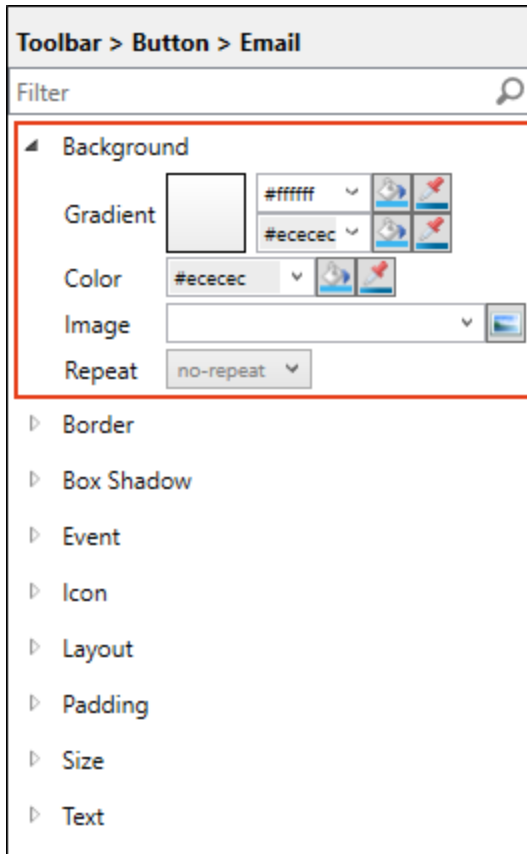 Toolbar > Button > Email
Filter
Background
Gradient
#ffffff
#ececec
Color
#ececec
Image
Repeat
no-repeat
Border
Box Shadow
Event
Icon
Layout
Padding
Size
Text